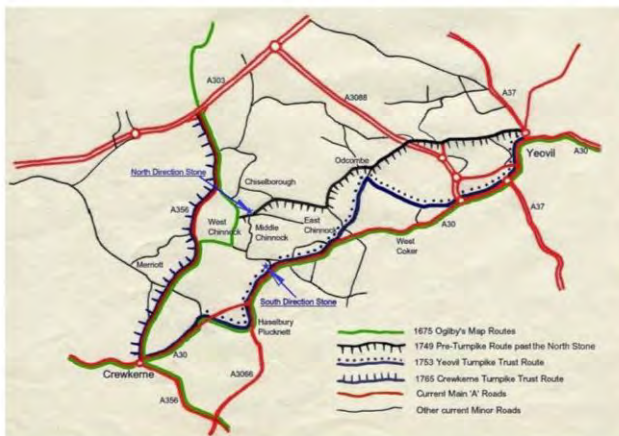 A303
A3088
A37
Yeovil
A30
Odcombe
North Direction Stone
Chiselborough
A356
West
Chinnock
Middle
Chinnock
East
Chinnock
A37
A30
West
Coker
Merriott
South Direction Stone
Haselbury
Plucknett
A30
Crewkerne
A3066
A356
1675 Ogilby's Map Routes
1749 Pre-Turnpike Route past the North Stone
1753 Yeovil Turnpike Trust Route
1765 Crewkerne Turnpike Trust Route
Current Main 'A' Roads
Other current Minor Roads